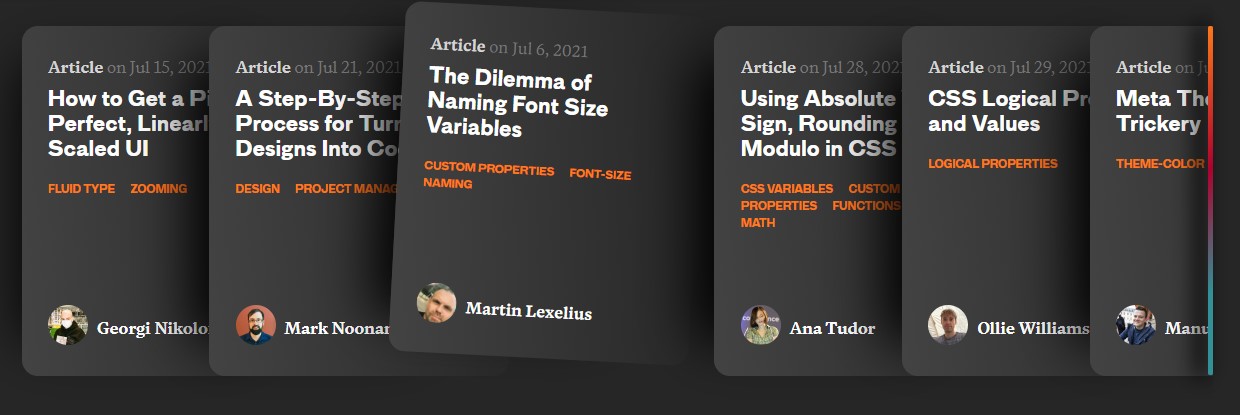 Article on Jul 15, 2021
How to Get a Pi
Perfect, Linearl
Scaled UI
FLUID TYPE ZOOMING
Georgi Nikolo
Article on Jul 21, 2021
A Step-By-Step
Process for Turn
Designs Into Co
DESIGN PROJECT MANAG
Mark Noonan
Article on Jul 6, 2021
The Dilemma of
Naming Font Size
Variables
CUSTOM PROPERTIES FONT-SIZE
NAMING
Martin Lexelius
Article on Jul 28, 2021
Using Absolute
Sign, Rounding
Modulo in CSS
CSS VARIABLES CUSTOM
PROPERTIES FUNCTIONS
MATH
Ana Tudor
Article on Jul 29, 2021
CSS Logical Pro
and Values
LOGICAL PROPERTIES
Ollie Williams
Article on Ju
Meta The
Trickery
THEME-COLOR
Manu